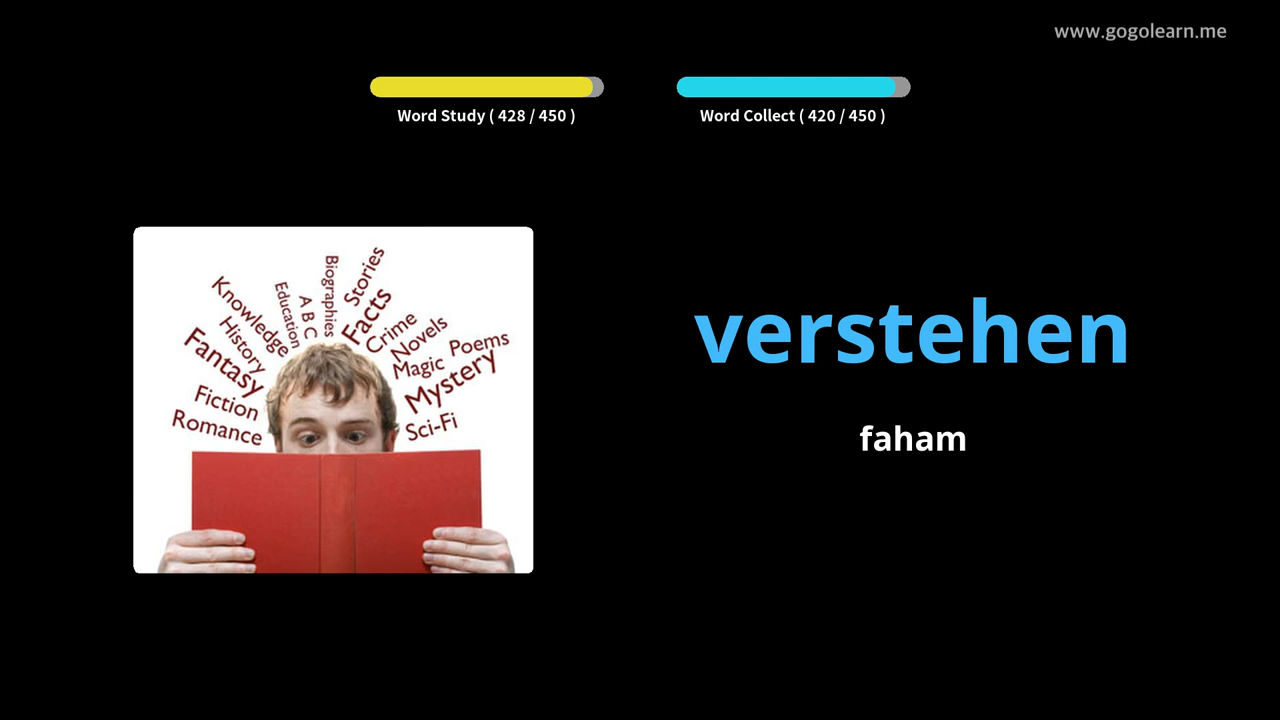 www.gogolearn.me
Word Study ( 428 / 450 )
Word Collect ( 420 / 450 )
Knowledge
Education
A B C
Biographies
Stories
Facts
Crime
Novels
Poems
History
Magic
Fantasy
Mystery
Fiction
Romance
Sci-Fi
verstehen
faham